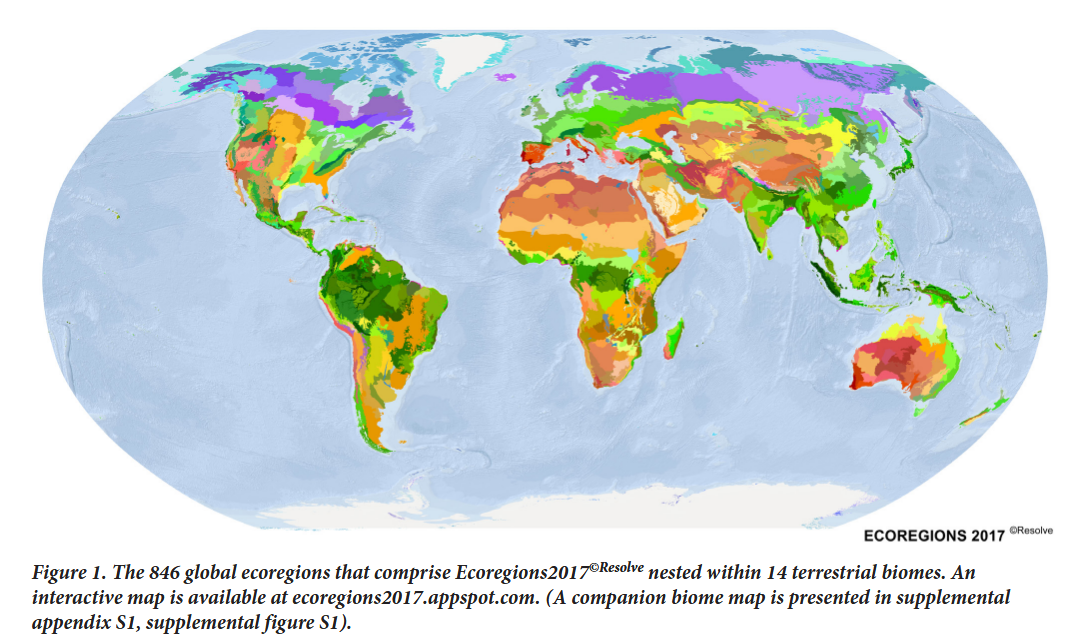 ECOREGIONS 2017 ©Resolve
Figure 1. The 846 global ecoregions that comprise Ecoregions2017©Resolve nested within 14 terrestrial biomes. An
interactive map is available at ecoregions2017.appspot.com. (A companion biome map is presented in supplemental
appendix S1, supplemental figure S1).